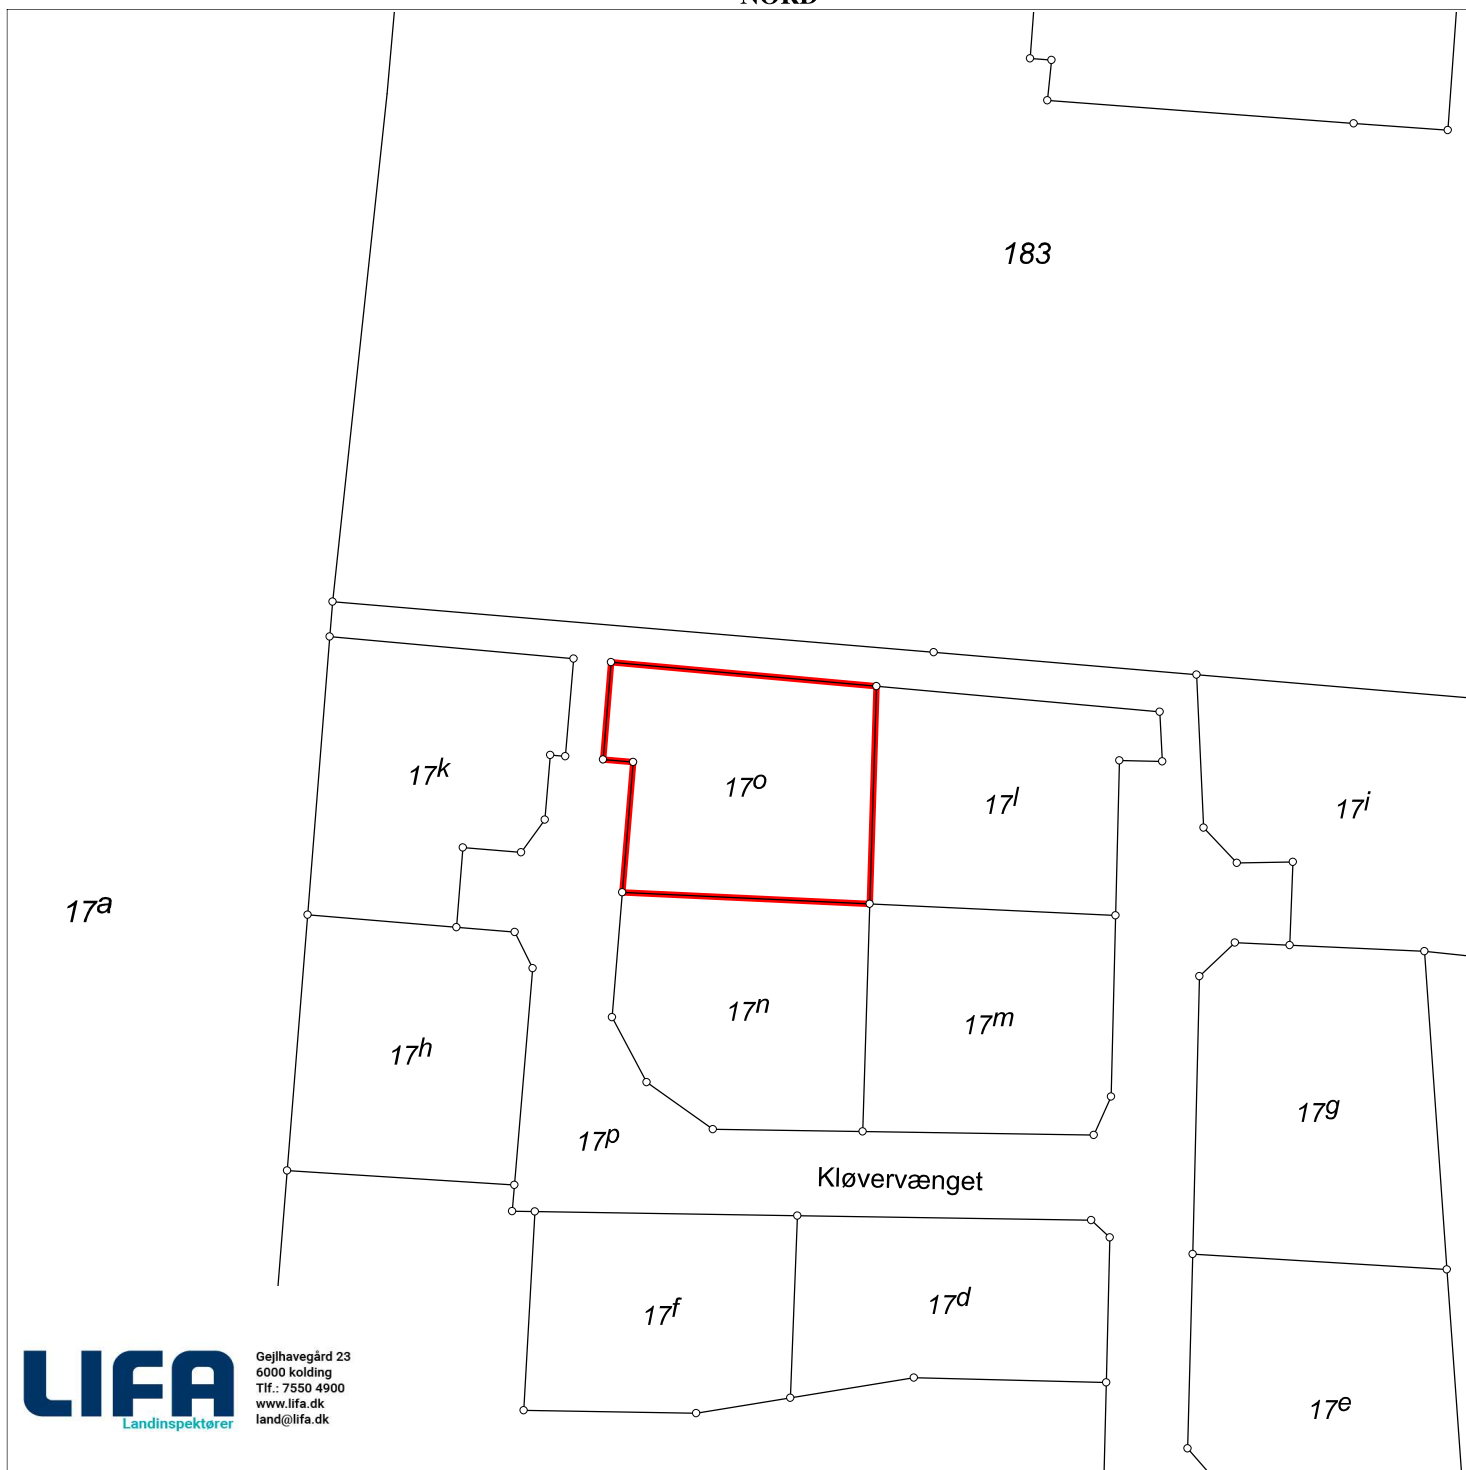 NORD
183
17k
17o
17l
17i
17a
17n
17m
17h
17g
17p
Kløvervænget
17d
17f
17e
LIFA
Landinspektører
Gejlhavegård 23
6000 kolding
Tlf.: 7550 4900
www.lifa.dk
land@lifa.dk